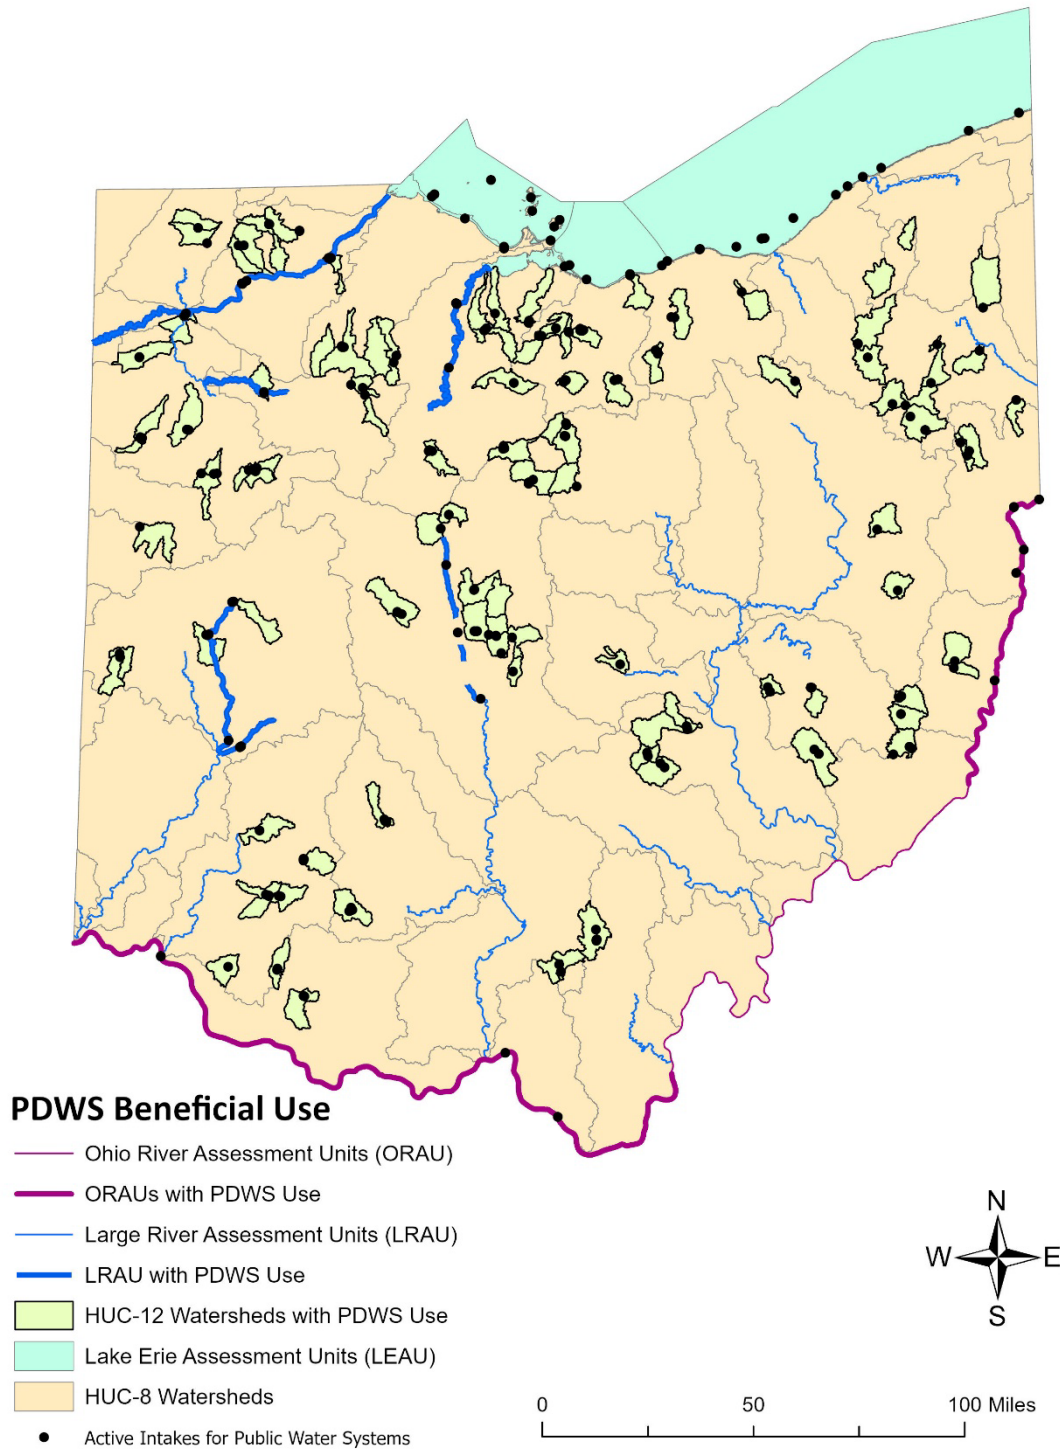 PDWS Beneficial Use
Ohio River Assessment Units (ORAU)
ORAUs with PDWS Use
Large River Assessment Units (LRAU)
LRAU with PDWS Use
HUC-12 Watersheds with PDWS Use
Lake Erie Assessment Units (LEAU)
HUC-8 Watersheds
Active Intakes for Public Water Systems
N
W E
S
0 50 100 Miles